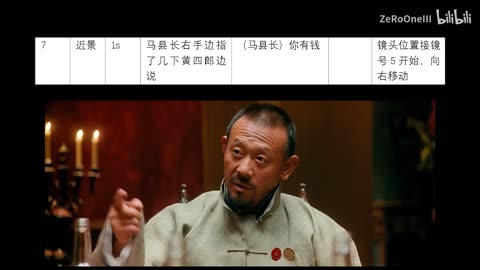 ZeRoOneIII bilibili
7 近景 1s 马县长右手边指 （马县长）你有钱 镜头位置接镜
了几下黄四郎边 号 5 开始，向
说 右移动